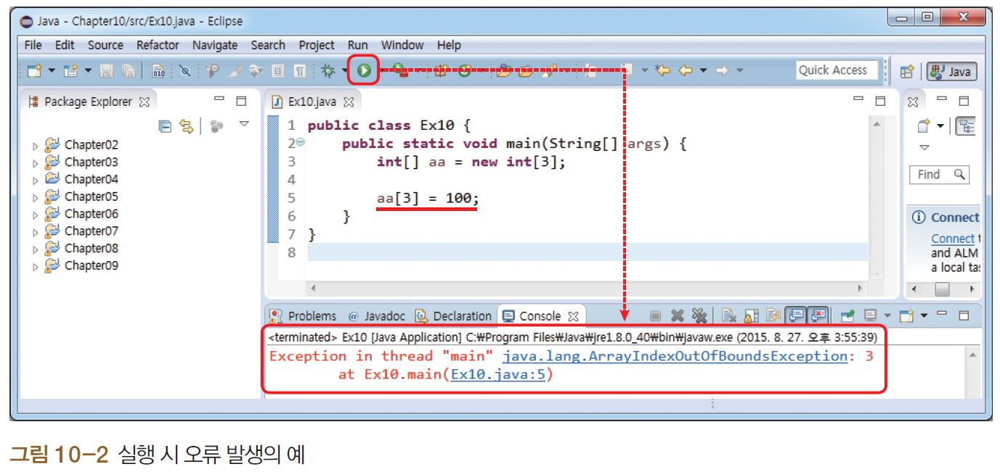 Java - Chapter10/src/Ex10.java - Eclipse
File Edit Source Refactor Navigate Search Project Run Window Help
010 Quick Access Java
Package Explorer
Chapter02
Chapter03
Chapter04
Chapter05
Chapter06
Chapter07
Chapter08
Chapter09
Ex10.java
1 public class Ex10 {
2 public static void main(String[] args) {
3 int[] aa = new int[3];
4
5 aa[3] = 100;
6 }
7 }
8
Find
Connect
Connect
and ALM
a local
Problems @ Javadoc Declaration Console
<terminated> Ex10 [Java Application] C:₩Program Files₩Java₩jre1.8.0_40₩bin₩javaw.exe (2015. 8. 27. 오후 3:55:39)
Exception in thread "main" java.lang.ArrayIndexOutOfBoundsException: 3
at Ex10.main(Ex10.java:5)
그림 10-2 실행 시 오류 발생의 예